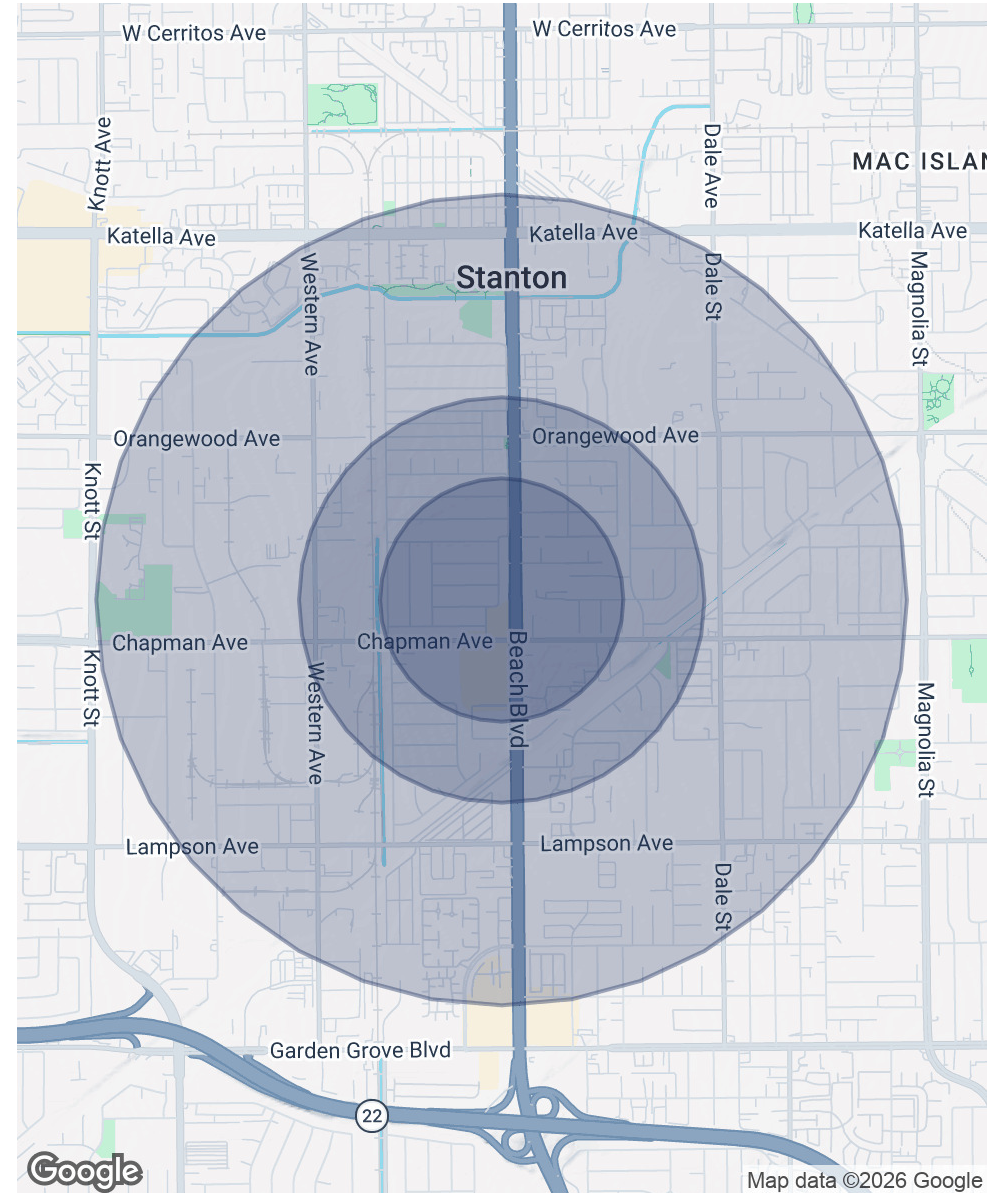 W Cerritos Ave
W Cerritos Ave
Knott Ave
Dale Ave
MAC ISLAN
Katella Ave
Katella Ave
Katella Ave
Stanton
Western Ave
Dale St
Magnolia St
Orangewood Ave
Orangewood Ave
Knott St
Chapman Ave
Chapman Ave
Beach Blvd
Knott St
Western Ave
Magnolia St
Lampson Ave
Lampson Ave
Dale St
Garden Grove Blvd
22
Google
Map data ©2026 Google